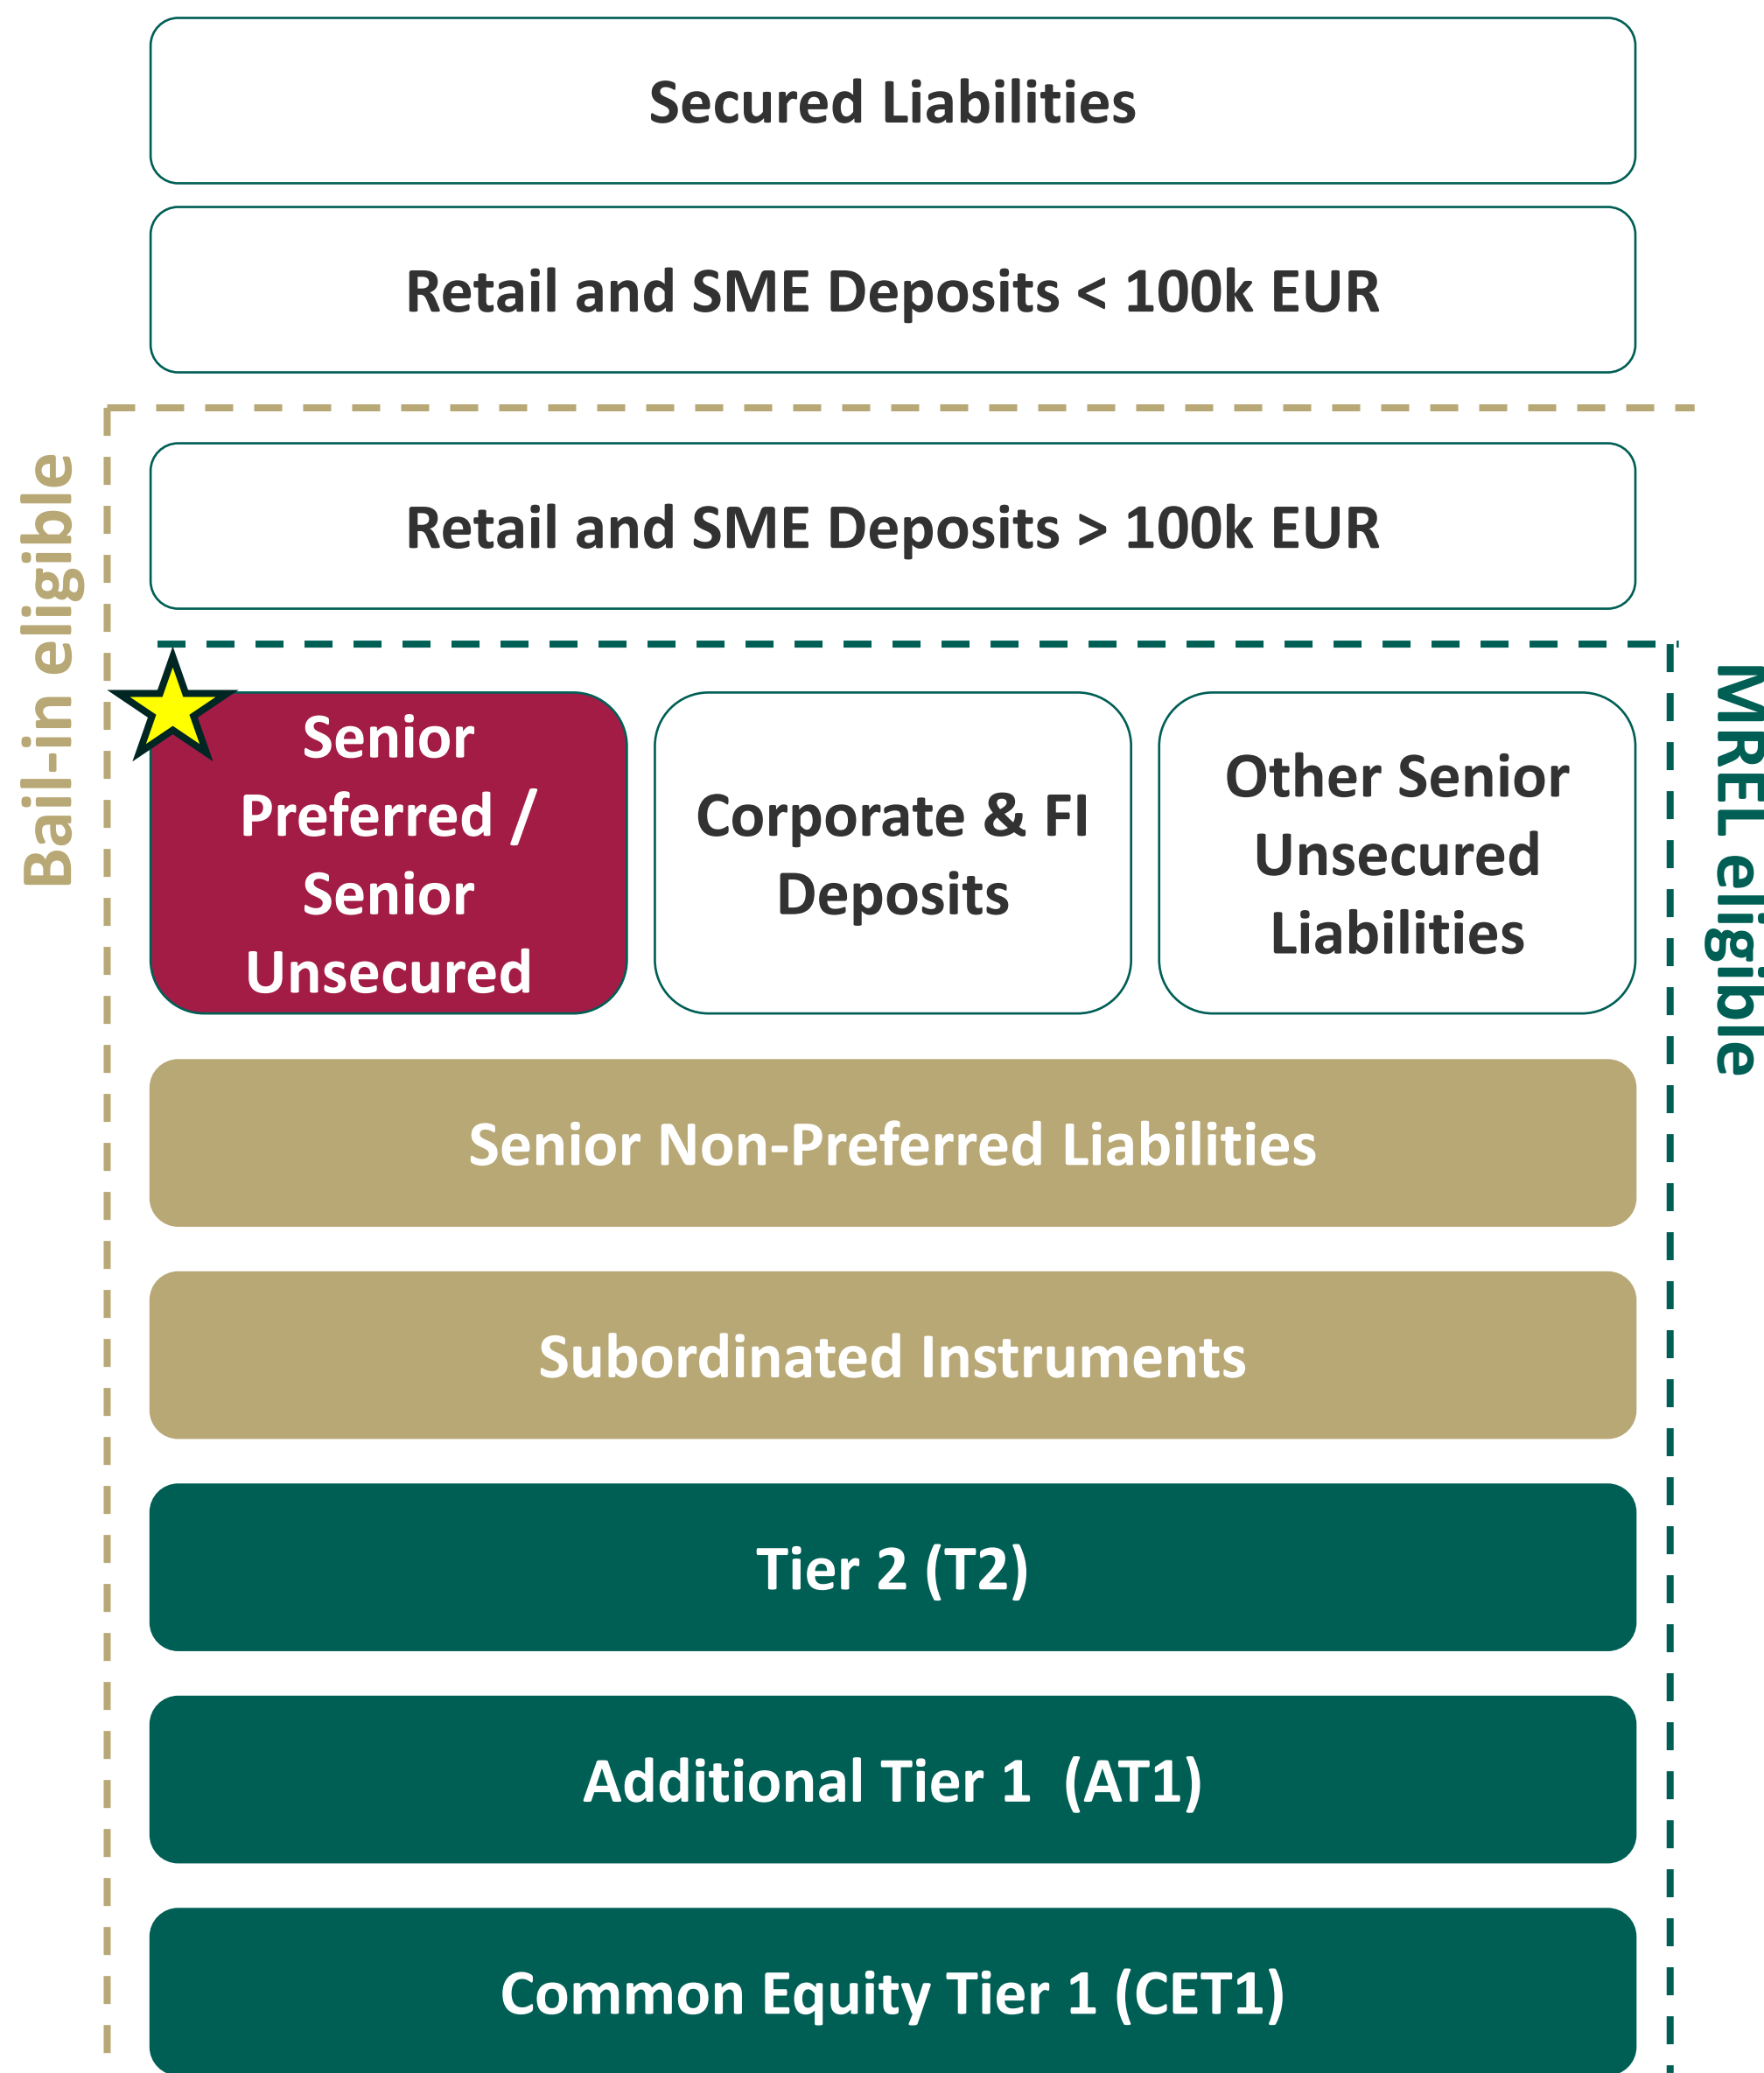 Secured Liabilities
Retail and SME Deposits < 100k EUR
Bail-in eligible
Retail and SME Deposits > 100k EUR
MREL eligible
Senior
Preferred /
Senior
Unsecured
Corporate & FI
Deposits
Other Senior
Unsecured
Liabilities
Senior Non-Preferred Liabilities
Subordinated Instruments
Tier 2 (T2)
Additional Tier 1 (AT1)
Common Equity Tier 1 (CET1)